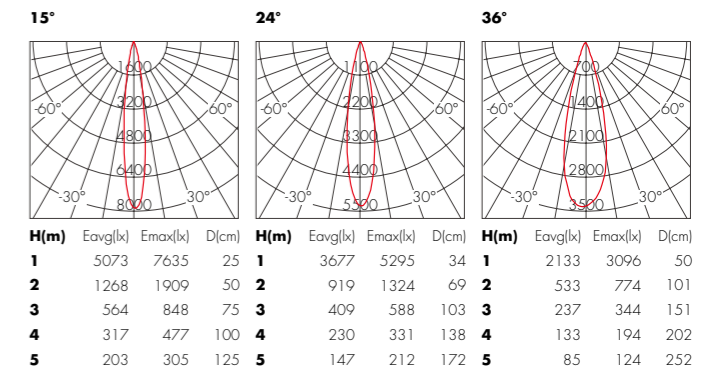 15° 24° 36°
1600 1100 700
3200 2200 1400
-60° 60° -60° 60° -60° 60°
4800 3300 2100
6400 4400 2800
-30° 30° -30° 30° -30° 30°
8000 5500 3500
H(m) Eavg(lx) Emax(lx) D(cm) H(m) Eavg(lx) Emax(lx) D(cm) H(m) Eavg(lx) Emax(lx) D(cm)
1 5073 7635 25 1 3677 5295 34 1 2133 3096 50
2 1268 1909 50 2 919 1324 69 2 533 774 101
3 564 848 75 3 409 588 103 3 237 344 151
4 317 477 100 4 230 331 138 4 133 194 202
5 203 305 125 5 147 212 172 5 85 124 252